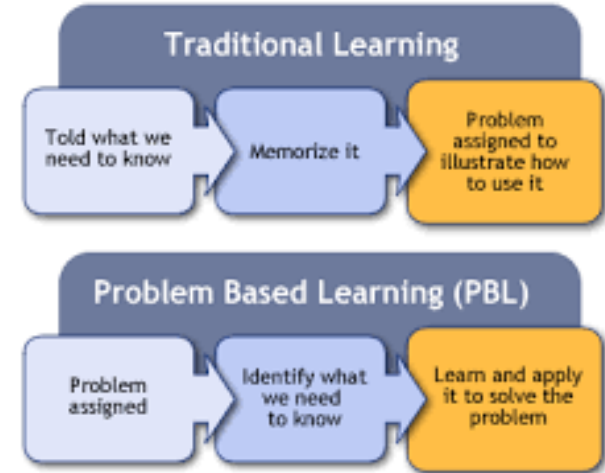 Traditional Learning
Told what we
need to know
Memorize it
Problem
assigned to
illustrate how
to use it
Problem Based Learning (PBL)
Problem
assigned
Identify what
we need
to know
Learn and apply
it to solve the
problem